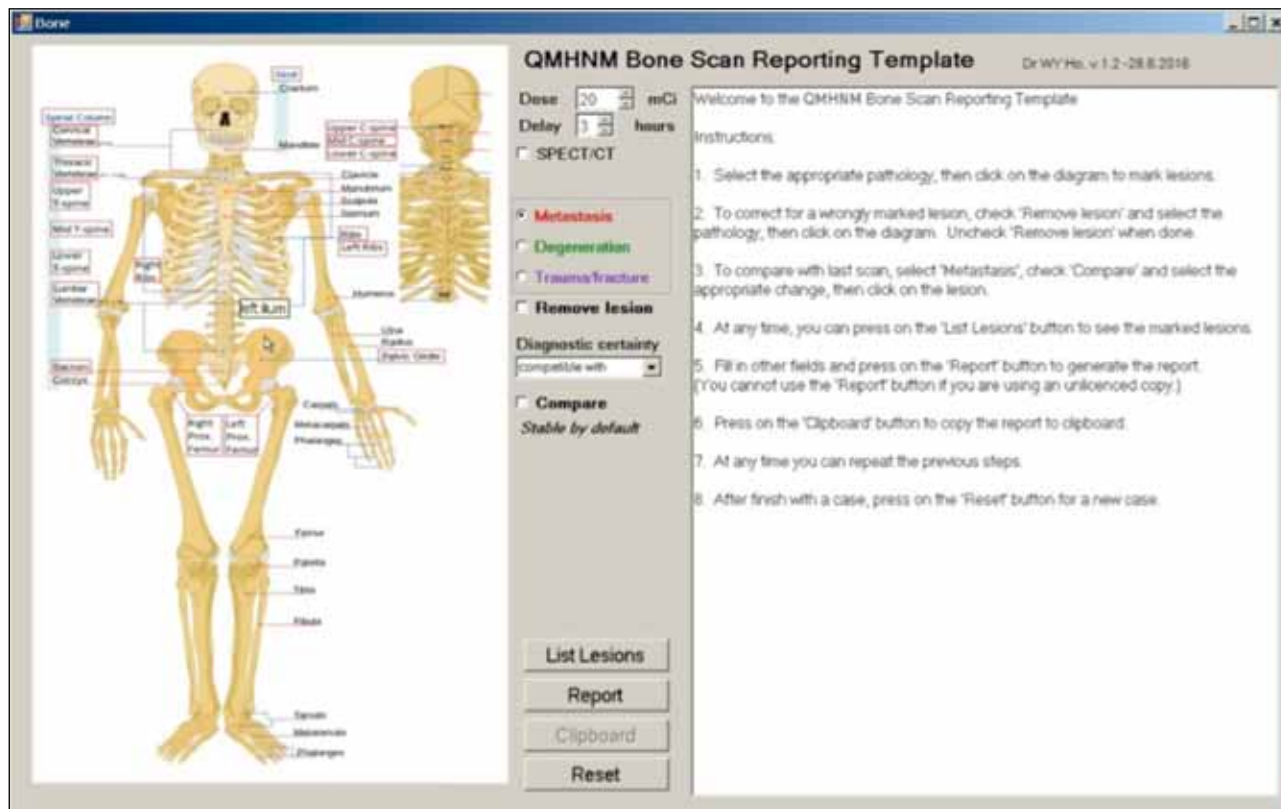 Bone
QMHNM Bone Scan Reporting Template
Dr WY Ho, v 1.2 -28.8.2016
Dose 20 mCi
Delay 3 hours
SPECT/CT
Metastasis
Degeneration
Trauma/fracture
Remove lesion
Diagnostic certainty
compatible with
Compare
Stable by default
List Lesions
Report
Clipboard
Reset
Welcome to the QMHNM Bone Scan Reporting Template
Instructions
1. Select the appropriate pathology, then click on the diagram to mark lesions.
2. To correct for a wrongly marked lesion, check 'Remove lesion' and select the
pathology, then click on the diagram. Uncheck 'Remove lesion' when done.
3. To compare with last scan, select 'Metastasis', check 'Compare' and select the
appropriate change, then click on the lesion.
4. At any time, you can press on the 'List Lesions' button to see the marked lesions.
5. Fill in other fields and press on the 'Report' button to generate the report.
(You cannot use the 'Report' button if you are using an unlicenced copy.)
6. Press on the 'Clipboard' button to copy the report to clipboard.
7. At any time you can repeat the previous steps.
8. After finish with a case, press on the 'Reset' button for a new case.
Skull
Cranium
Mandible
Spinal Column
Cervical
Vertebrae
Thoracic
Vertebrae
Upper
T-spine
Mid T-spine
Lower
T-spine
Lumbar
Vertebrae
Sacrum
Coccyx
Upper C-spine
Mid C-spine
Lower C-spine
Clavicle
Manubrium
Scapula
Sternum
Ribs
Left Ribs
Right
Ribs
Humerus
left ilium
Ulna
Radius
Pelvic Girdle
Carpals
Metacarpals
Phalanges
Right
Prox.
Femur
Left
Prox.
Femur
Femur
Patella
Tibia
Fibula
Tarsals
Metatarsals
Phalanges